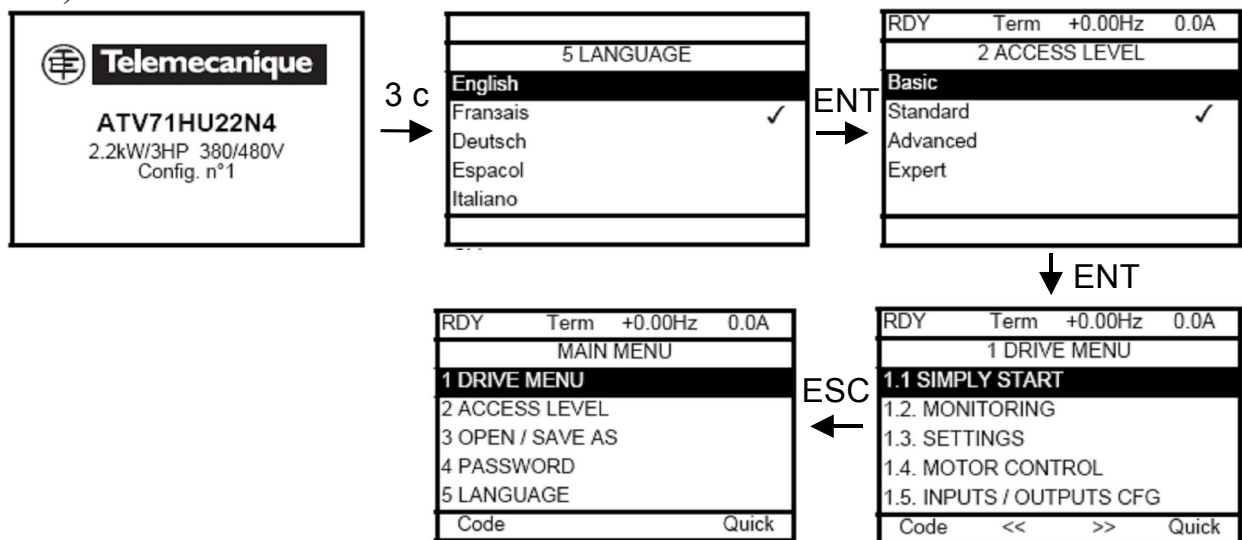 Telemecanique
ATV71HU22N4
2.2kW/3HP 380/480V
Config. n°1
3 c
5 LANGUAGE
English
Franзais ✓
Deutsch
Espacol
Italiano
ENT
RDY Term +0.00Hz 0.0A
2 ACCESS LEVEL
Basic
Standard ✓
Advanced
Expert
ENT
RDY Term +0.00Hz 0.0A
1 DRIVE MENU
1.1 SIMPLY START
1.2. MONITORING
1.3. SETTINGS
1.4. MOTOR CONTROL
1.5. INPUTS / OUTPUTS CFG
Code << >> Quick
ESC
RDY Term +0.00Hz 0.0A
MAIN MENU
1 DRIVE MENU
2 ACCESS LEVEL
3 OPEN / SAVE AS
4 PASSWORD
5 LANGUAGE
Code Quick